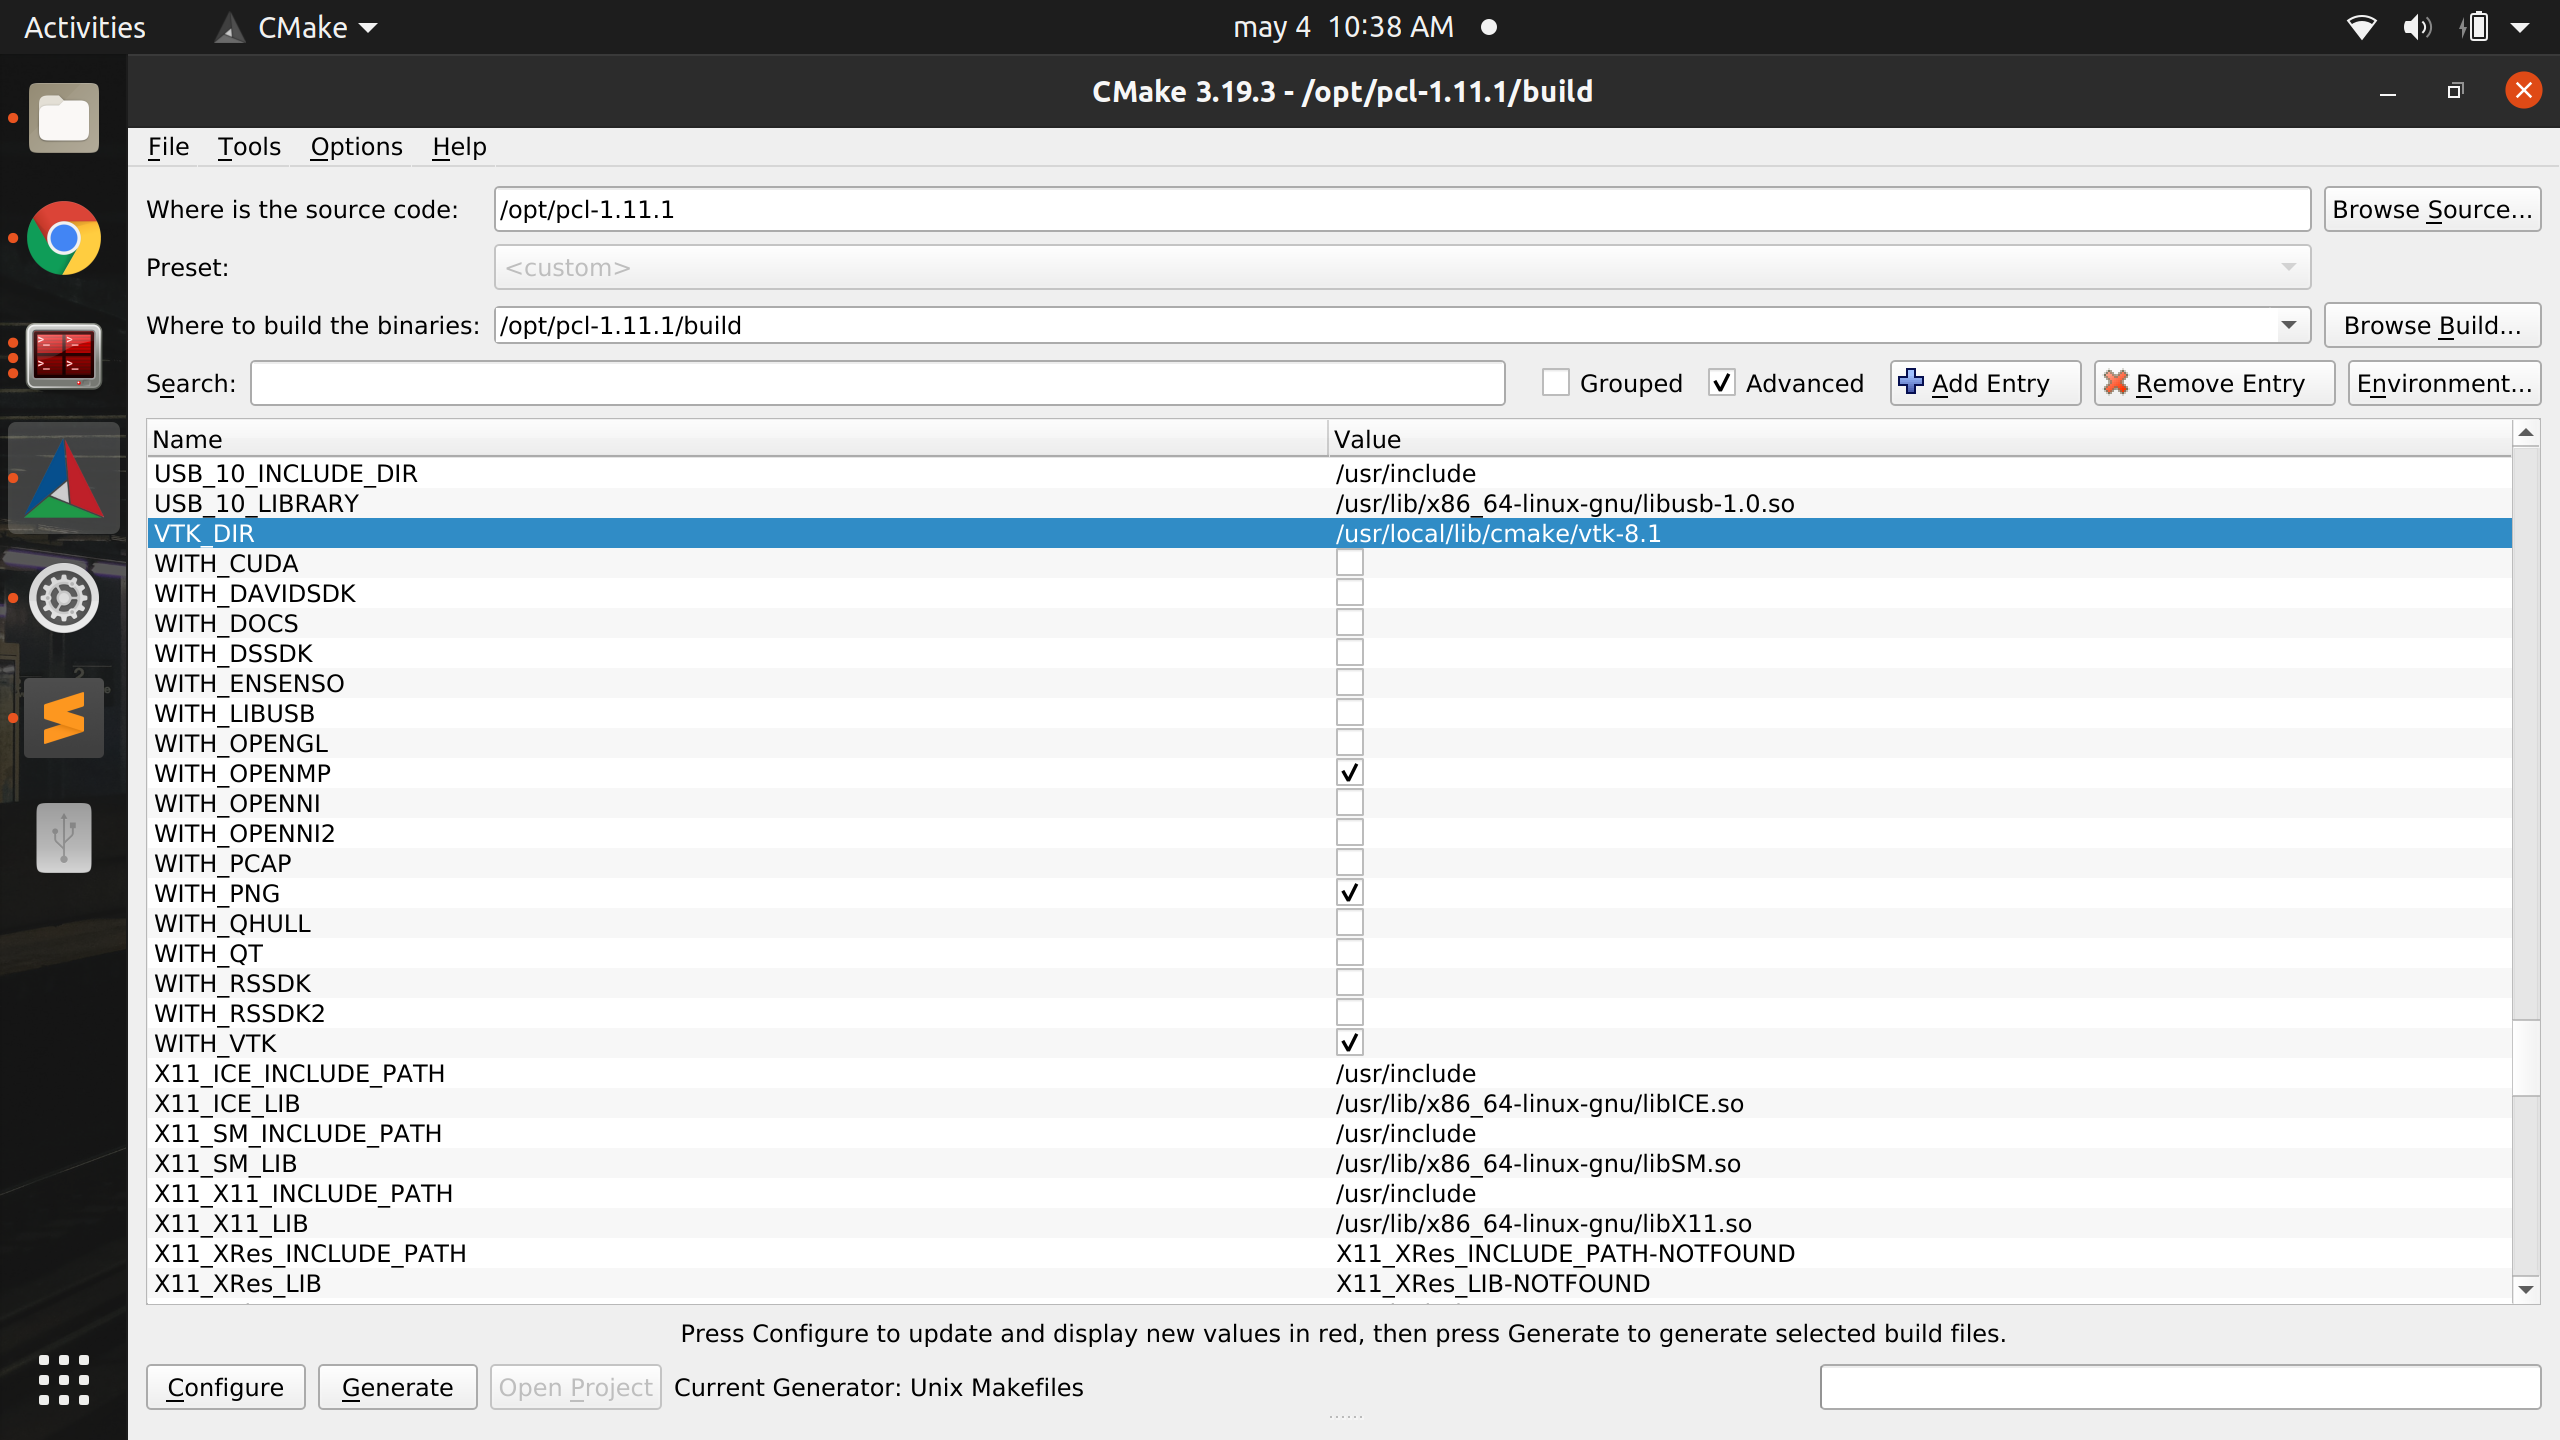 Activities CMake may 4 10:38 AM
CMake 3.19.3 - /opt/pcl-1.11.1/build
File Tools Options Help
Where is the source code: /opt/pcl-1.11.1 Browse Source...
Preset: <custom>
Where to build the binaries: /opt/pcl-1.11.1/build Browse Build...
Search: Grouped Advanced Add Entry Remove Entry Environment...
Name Value
USB_10_INCLUDE_DIR /usr/include
USB_10_LIBRARY /usr/lib/x86_64-linux-gnu/libusb-1.0.so
VTK_DIR /usr/local/lib/cmake/vtk-8.1
WITH_CUDA
WITH_DAVIDSDK
WITH_DOCS
WITH_DSSDK
WITH_ENSENSO
WITH_LIBUSB
WITH_OPENGL
WITH_OPENMP
WITH_OPENNI
WITH_OPENNI2
WITH_PCAP
WITH_PNG
WITH_QHULL
WITH_QT
WITH_RSSDK
WITH_RSSDK2
WITH_VTK
X11_ICE_INCLUDE_PATH /usr/include
X11_ICE_LIB /usr/lib/x86_64-linux-gnu/libICE.so
X11_SM_INCLUDE_PATH /usr/include
X11_SM_LIB /usr/lib/x86_64-linux-gnu/libSM.so
X11_X11_INCLUDE_PATH /usr/include
X11_X11_LIB /usr/lib/x86_64-linux-gnu/libX11.so
X11_XRes_INCLUDE_PATH X11_XRes_INCLUDE_PATH-NOTFOUND
X11_XRes_LIB X11_XRes_LIB-NOTFOUND
Press Configure to update and display new values in red, then press Generate to generate selected build files.
Configure Generate Open Project Current Generator: Unix Makefiles